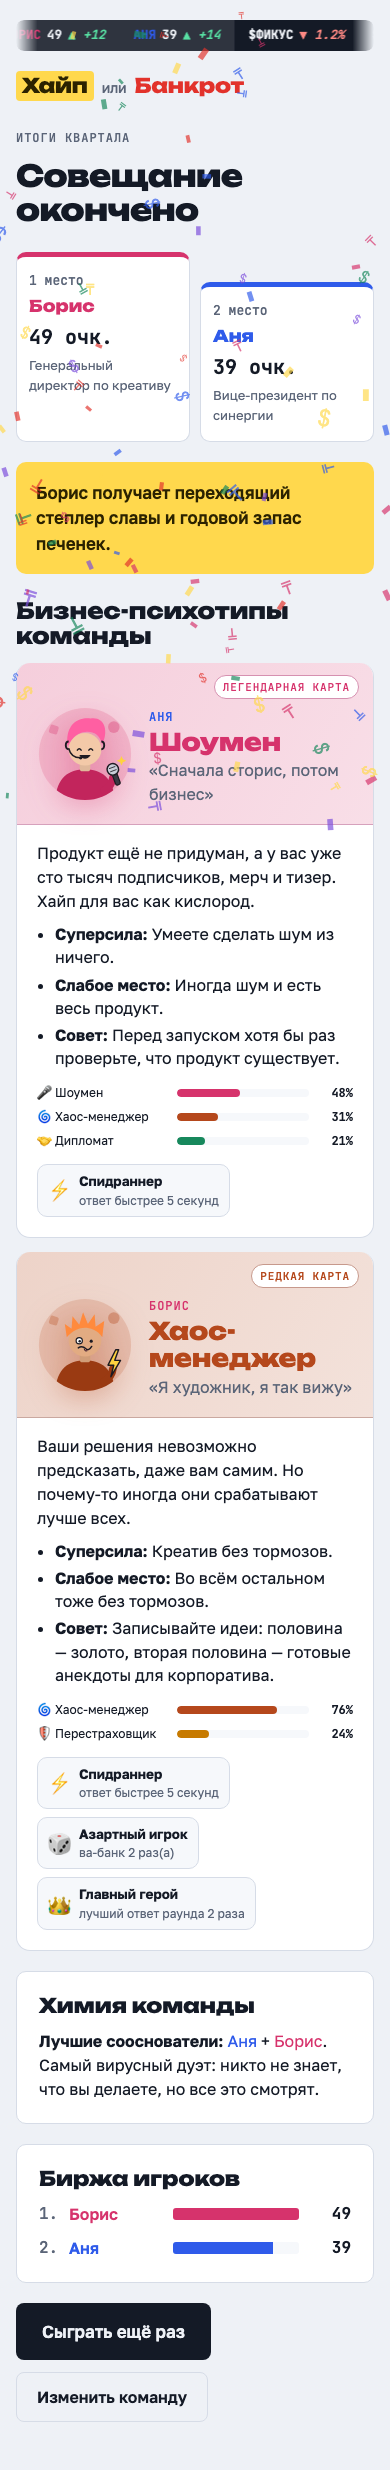 РИС 49 ▲ +12 АНЯ 39 ▲ +14 $ФИКУС ▼ 1.2%
Хайп или Банкрот
ИТОГИ КВАРТАЛА
Совещание
окончено
1 место
Борис
49 очк.
Генеральный
директор по креативу
2 место
Аня
39 очк.
Вице-президент по
синергии
Борис получает переходящий
степлер славы и годовой запас
печенек.
Бизнес-психотипы
команды
ЛЕГЕНДАРНАЯ КАРТА
АНЯ
Шоумен
«Сначала сторис, потом
бизнес»
Продукт ещё не придуман, а у вас уже
сто тысяч подписчиков, мерч и тизер.
Хайп для вас как кислород.
• Суперсила: Умеете сделать шум из
ничего.
• Слабое место: Иногда шум и есть
весь продукт.
• Совет: Перед запуском хотя бы раз
проверьте, что продукт существует.
🎤 Шоумен 48%
🌀 Хаос-менеджер 31%
🤝 Дипломат 21%
⚡ Спидраннер
ответ быстрее 5 секунд
РЕДКАЯ КАРТА
БОРИС
Хаос-
менеджер
«Я художник, я так вижу»
Ваши решения невозможно
предсказать, даже вам самим. Но
почему-то иногда они срабатывают
лучше всех.
• Суперсила: Креатив без тормозов.
• Слабое место: Во всём остальном
тоже без тормозов.
• Совет: Записывайте идеи: половина
— золото, вторая половина — готовые
анекдоты для корпоратива.
🌀 Хаос-менеджер 76%
🛡️ Перестраховщик 24%
⚡ Спидраннер
ответ быстрее 5 секунд
🎲 Азартный игрок
ва-банк 2 раз(а)
👑 Главный герой
лучший ответ раунда 2 раза
Химия команды
Лучшие сооснователи: Аня + Борис.
Самый вирусный дуэт: никто не знает,
что вы делаете, но все это смотрят.
Биржа игроков
1. Борис 49
2. Аня 39
Сыграть ещё раз
Изменить команду